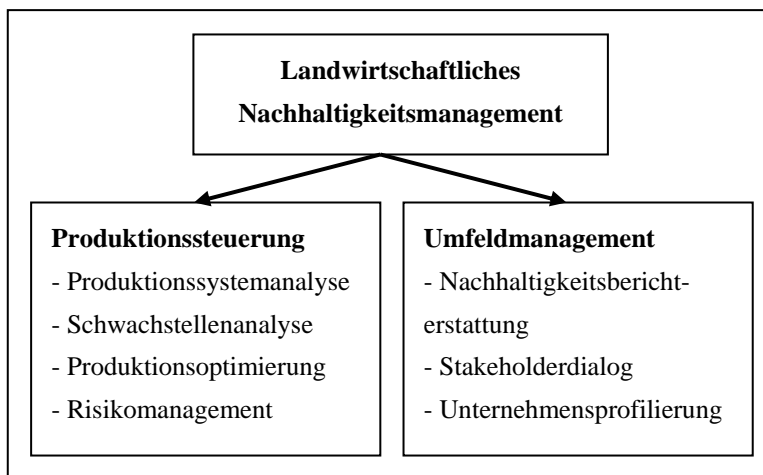 Landwirtschaftliches
Nachhaltigkeitsmanagement
Produktionssteuerung
- Produktionssystemanalyse
- Schwachstellenanalyse
- Produktionsoptimierung
- Risikomanagement
Umfeldmanagement
- Nachhaltigkeitsbericht-
erstattung
- Stakeholderdialog
- Unternehmensprofilierung